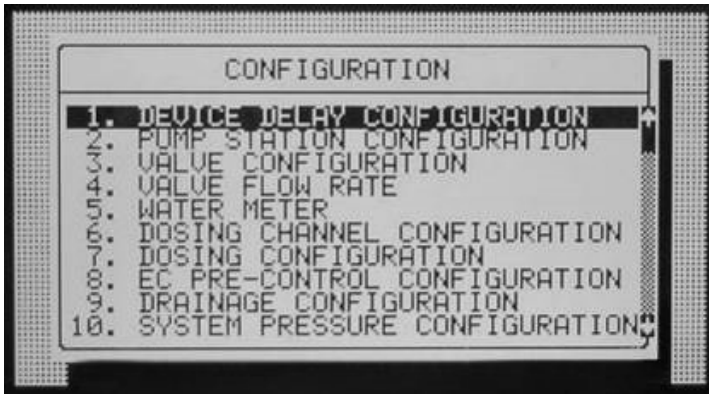 CONFIGURATION
1. DEVICE DELAY CONFIGURATION
2. PUMP STATION CONFIGURATION
3. VALVE CONFIGURATION
4. VALVE FLOW RATE
5. WATER METER
6. DOSING CHANNEL CONFIGURATION
7. DOSING CONFIGURATION
8. EC PRE-CONTROL CONFIGURATION
9. DRAINAGE CONFIGURATION
10. SYSTEM PRESSURE CONFIGURATION